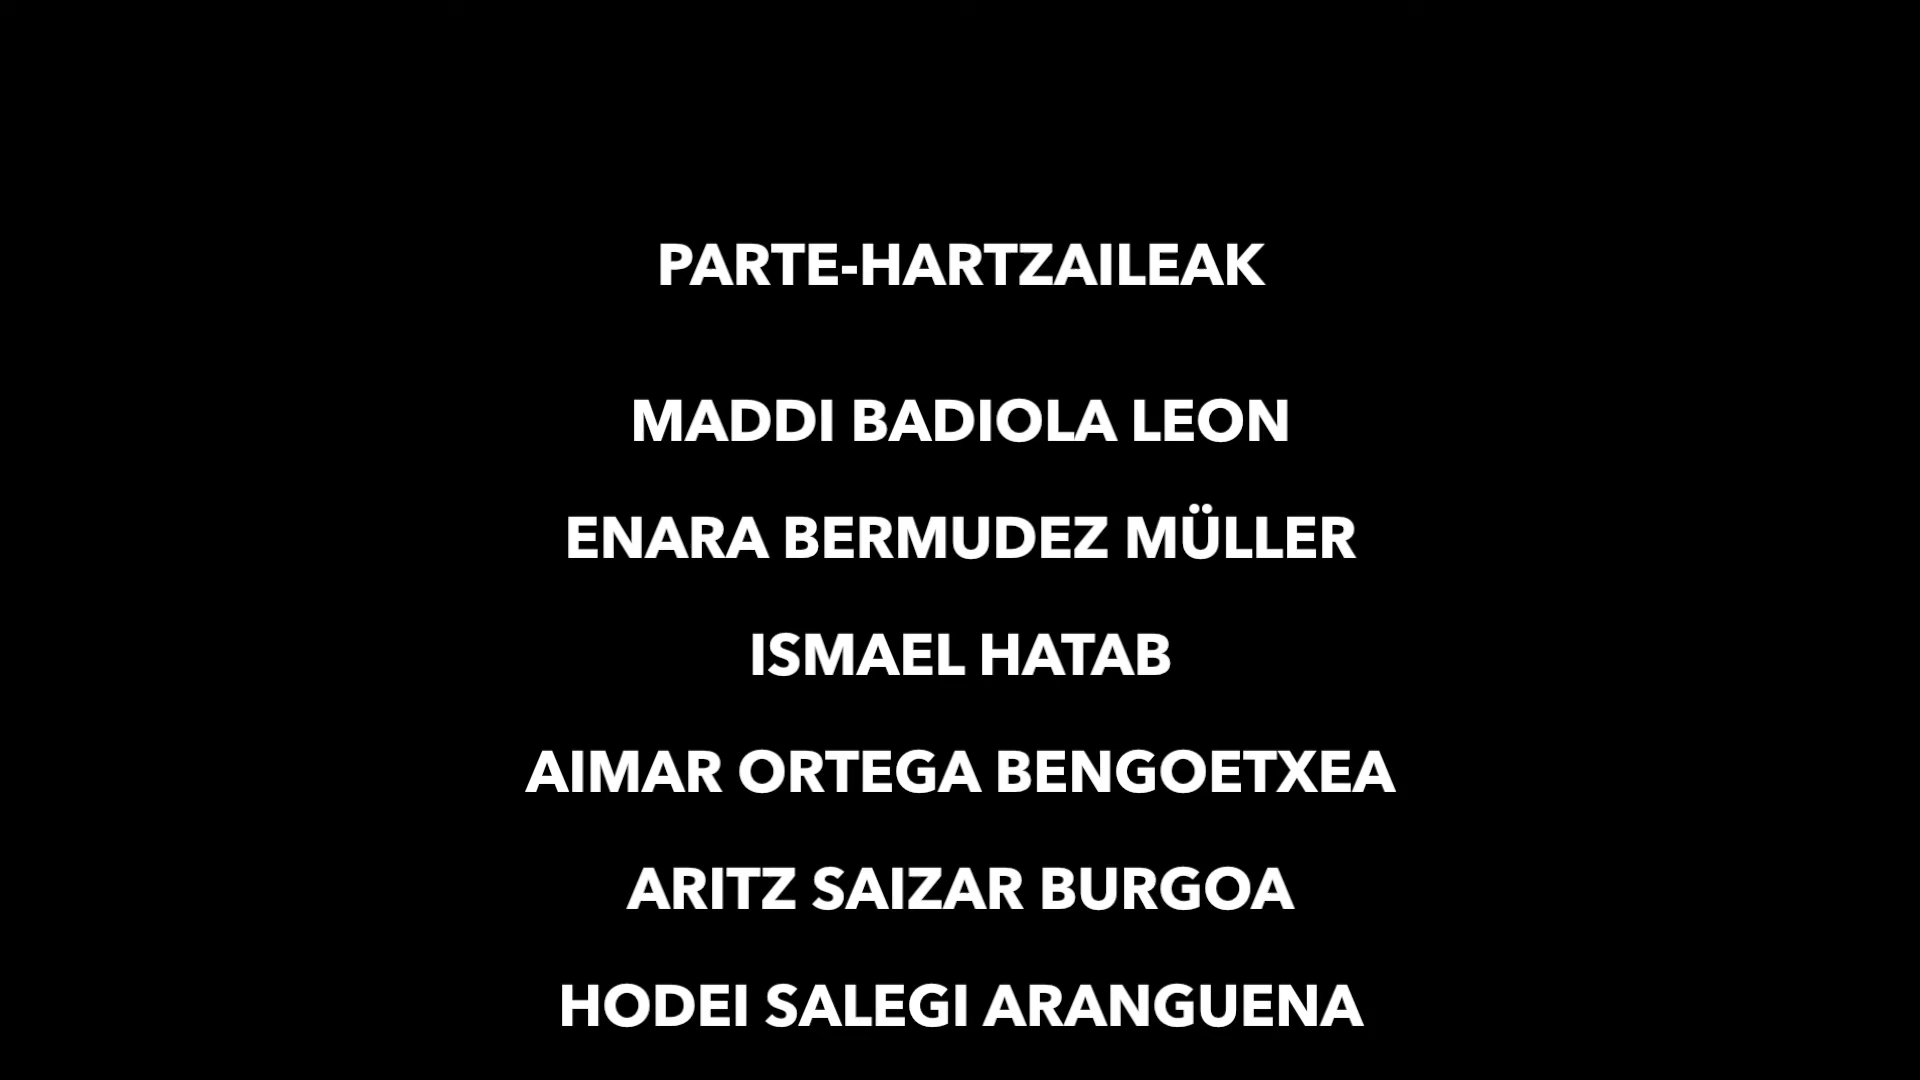 PARTE-HARTZAILEAK
MADDI BADIOLA LEON
ENARA BERMUDEZ MÜLLER
ISMAEL HATAB
AIMAR ORTEGA BENGOETXEA
ARITZ SAIZAR BURGOA
HODEI SALEGI ARANGUENA